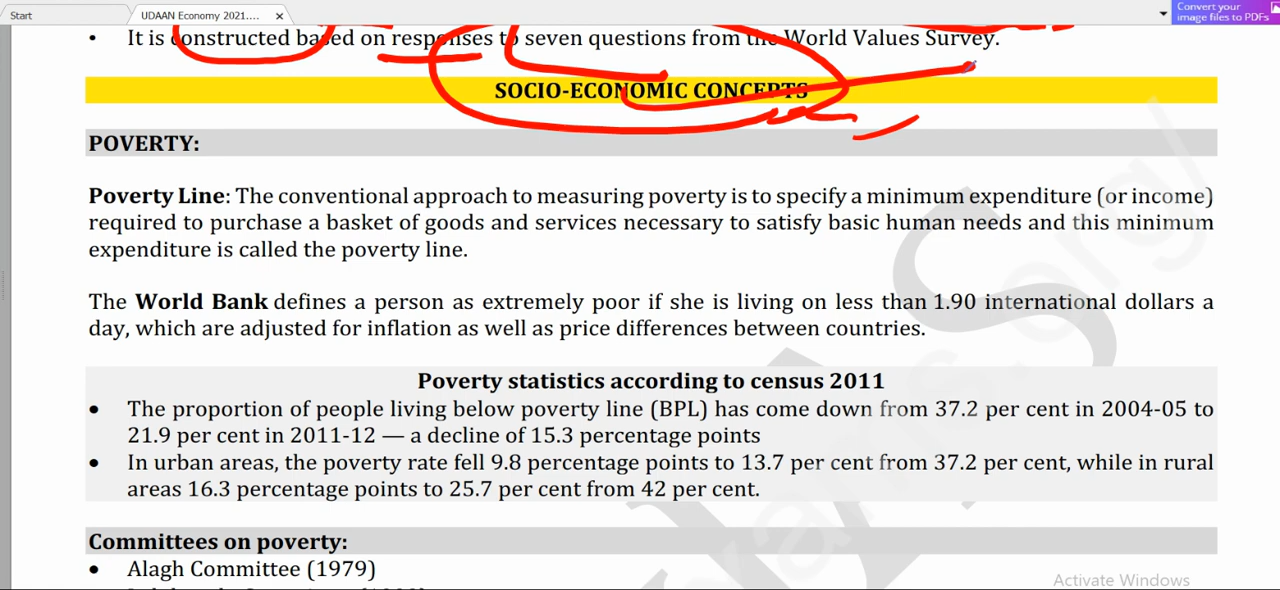 Start
UDAAN Economy 2021....
Convert your
image files to PDFs
• It is constructed based on responses to seven questions from the World Values Survey.
SOCIO-ECONOMIC CONCEPTS
POVERTY:
Poverty Line: The conventional approach to measuring poverty is to specify a minimum expenditure (or income)
required to purchase a basket of goods and services necessary to satisfy basic human needs and this minimum
expenditure is called the poverty line.
The World Bank defines a person as extremely poor if she is living on less than 1.90 international dollars a
day, which are adjusted for inflation as well as price differences between countries.
Poverty statistics according to census 2011
• The proportion of people living below poverty line (BPL) has come down from 37.2 per cent in 2004-05 to
21.9 per cent in 2011-12 — a decline of 15.3 percentage points
• In urban areas, the poverty rate fell 9.8 percentage points to 13.7 per cent from 37.2 per cent, while in rural
areas 16.3 percentage points to 25.7 per cent from 42 per cent.
Committees on poverty:
• Alagh Committee (1979)
Activate Windows